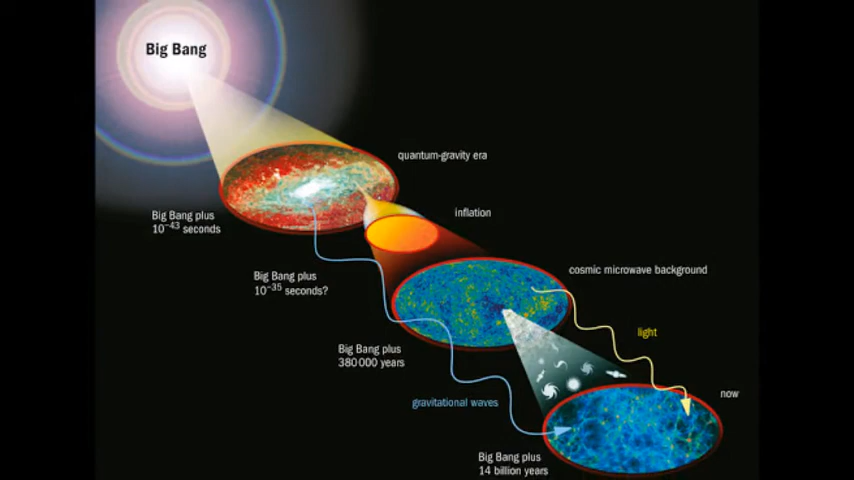 Big Bang
quantum-gravity era
Big Bang plus
10⁻⁴³ seconds
inflation
Big Bang plus
10⁻³⁵ seconds?
cosmic microwave background
light
Big Bang plus
380 000 years
gravitational waves
now
Big Bang plus
14 billion years